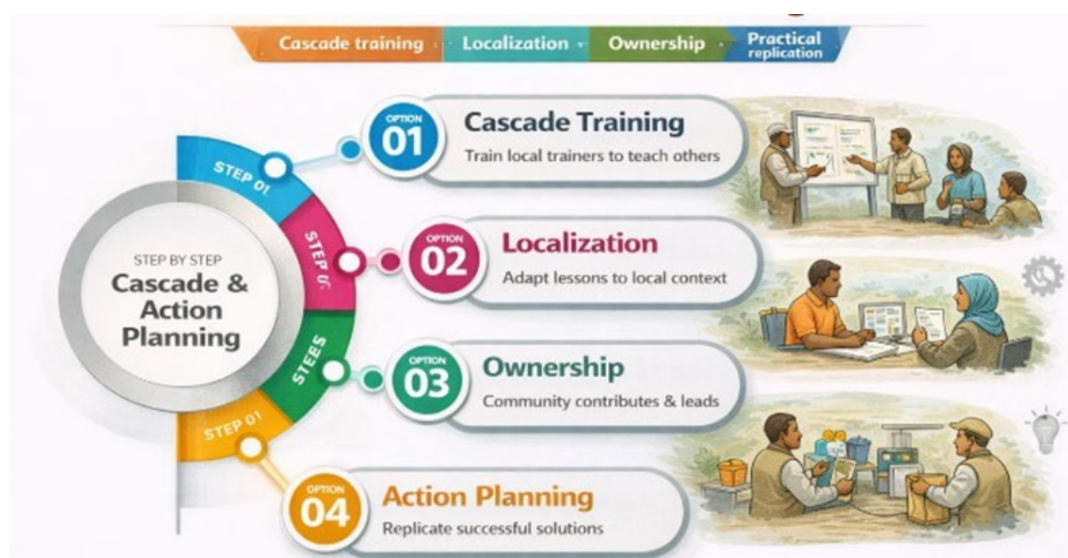 Cascade training
Localization
Ownership
Practical
replication
OPTION
01
Cascade Training
Train local trainers to teach others
STEP 01
OPTION
02
Localization
Adapt lessons to local context
STEP
STEP BY STEP
Cascade &
Action
Planning
OPTION
03
Ownership
Community contributes & leads
STEES
STEP 01
OPTION
04
Action Planning
Replicate successful solutions